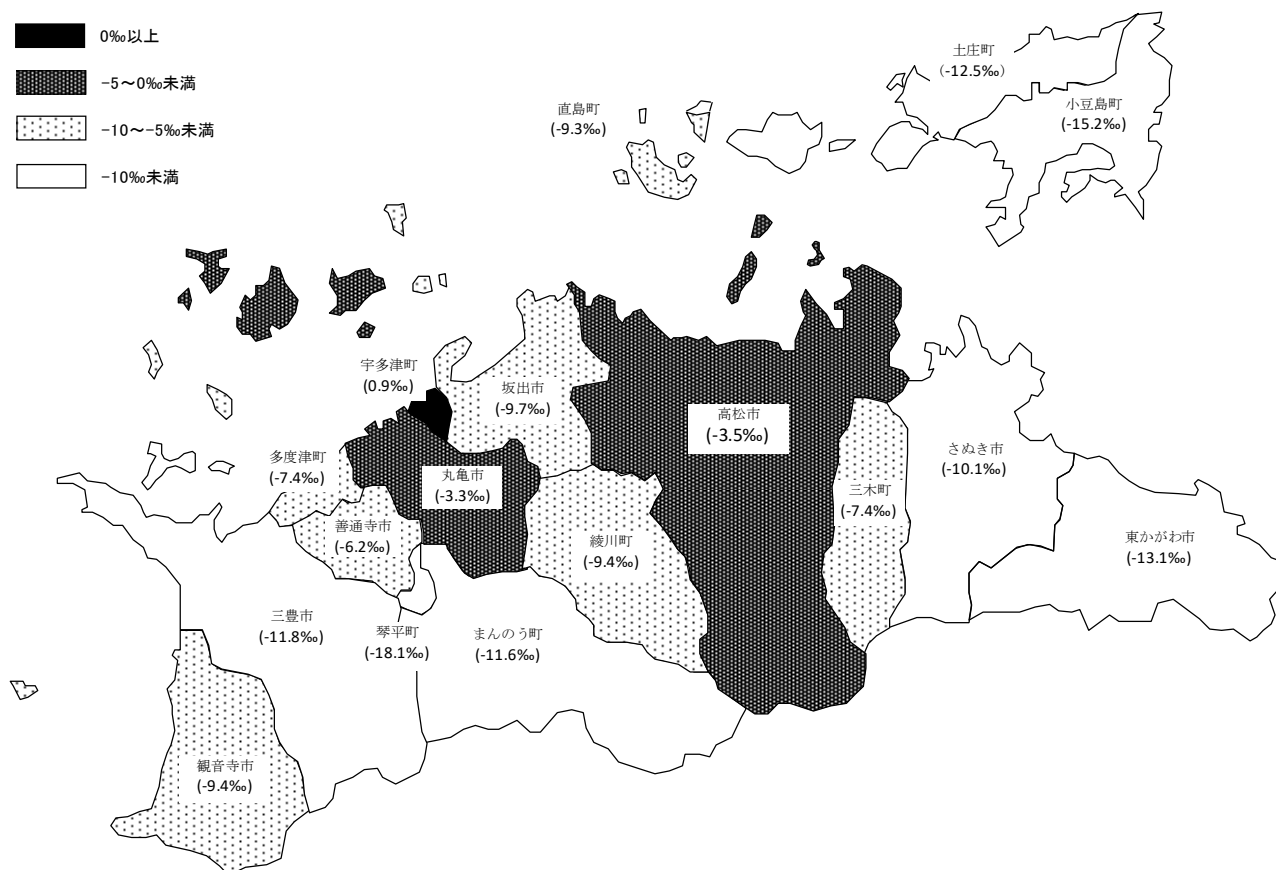 0‰以上
-5～0‰未満
-10～-5‰未満
-10‰未満
土庄町
(-12.5‰)
直島町
(-9.3‰)
小豆島町
(-15.2‰)
宇多津町
(0.9‰)
坂出市
(-9.7‰)
高松市
(-3.5‰)
さぬき市
(-10.1‰)
多度津町
(-7.4‰)
丸亀市
(-3.3‰)
三木町
(-7.4‰)
善通寺市
(-6.2‰)
綾川町
(-9.4‰)
東かがわ市
(-13.1‰)
三豊市
(-11.8‰)
琴平町
(-18.1‰)
まんのう町
(-11.6‰)
観音寺市
(-9.4‰)